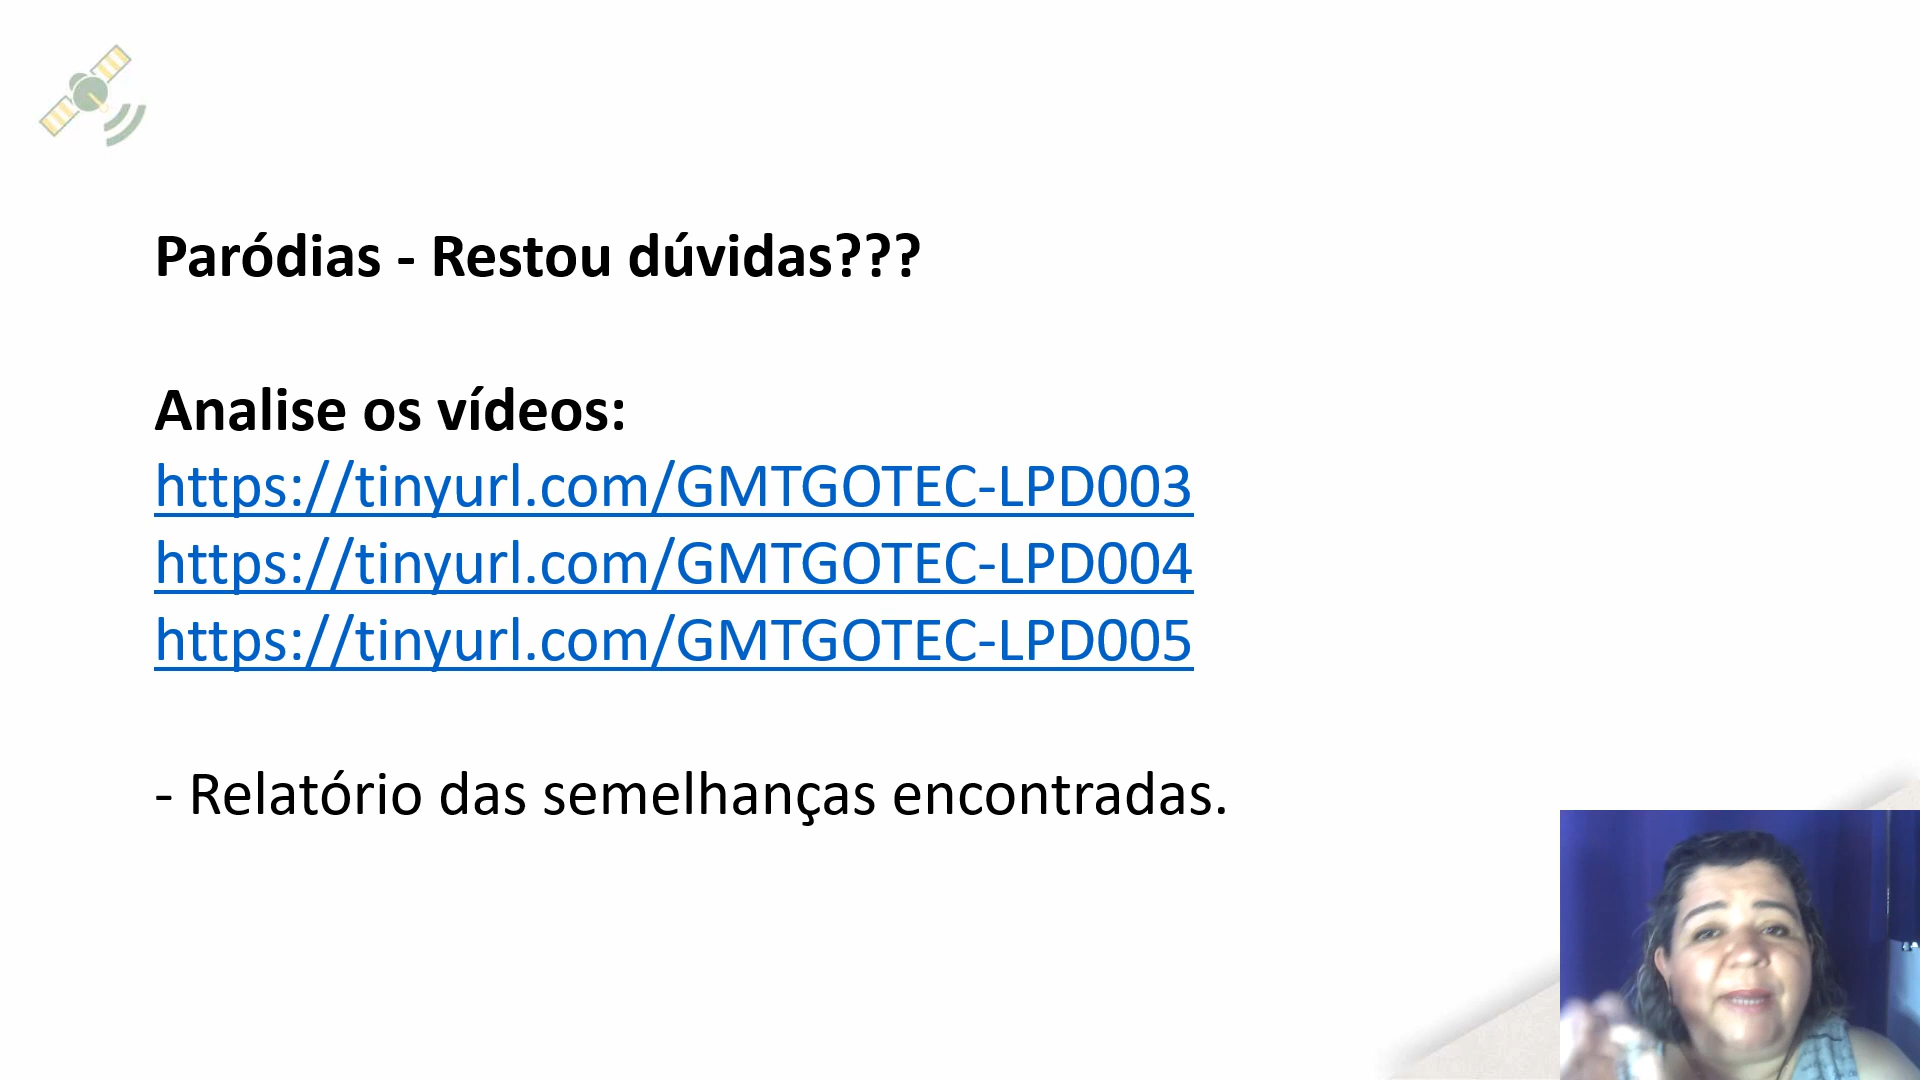 Paródias - Restou dúvidas???
Analise os vídeos:
https://tinyurl.com/GMTGOTEC-LPD003
https://tinyurl.com/GMTGOTEC-LPD004
https://tinyurl.com/GMTGOTEC-LPD005
- Relatório das semelhanças encontradas.